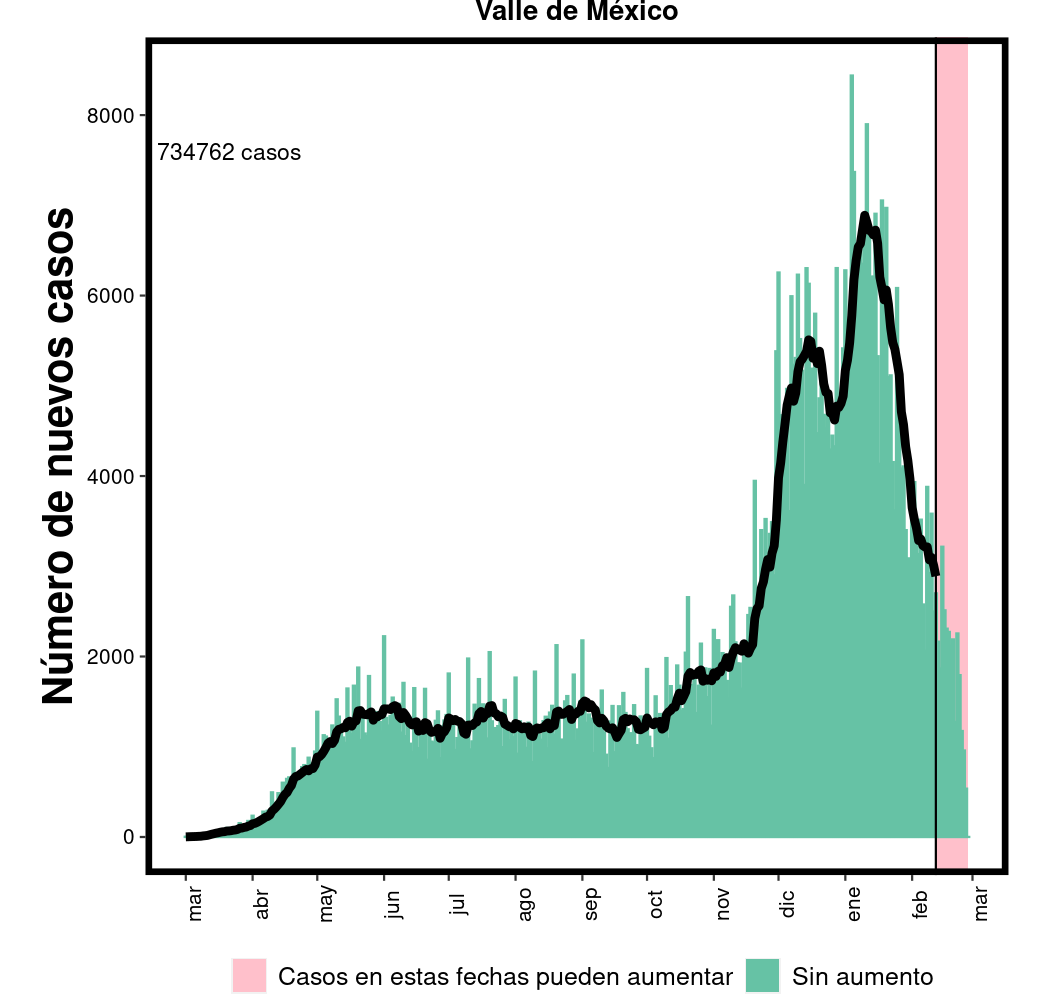 Valle de México
Número de nuevos casos
8000
734762 casos
6000
4000
2000
0
mar
abr
may
jun
jul
ago
sep
oct
nov
dic
ene
feb
mar
Casos en estas fechas pueden aumentar
Sin aumento